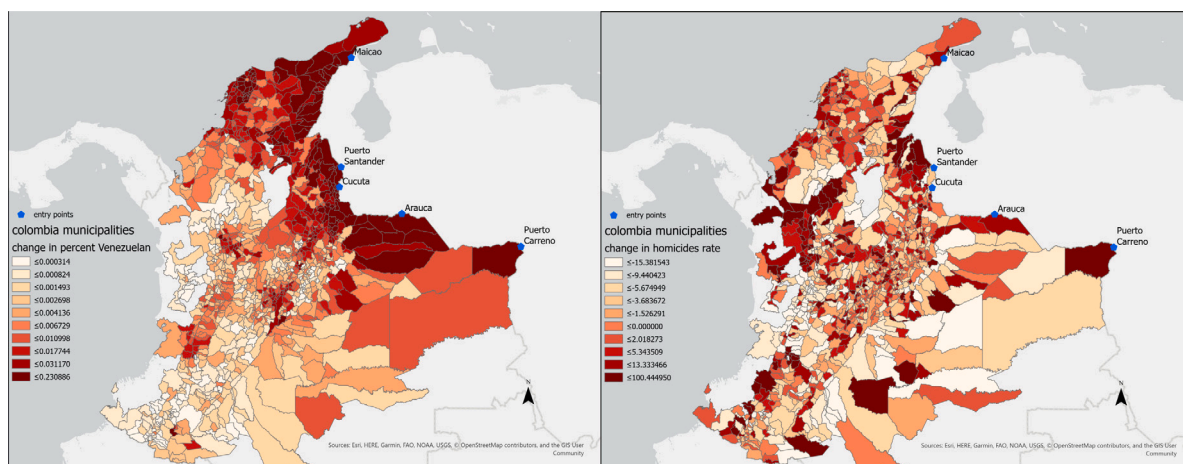 Maicao
Puerto
Santander
Cucuta
Arauca
Puerto
Carreno
entry points
colombia municipalities
change in percent Venezuelan
≤0.000314
≤0.000824
≤0.001493
≤0.002698
≤0.004136
≤0.006729
≤0.010998
≤0.017744
≤0.031170
≤0.230886
N
Sources: Esri, HERE, Garmin, FAO, NOAA, USGS, © OpenStreetMap contributors, and the GIS User
Community
Maicao
Puerto
Santander
Cucuta
Arauca
Puerto
Carreno
entry points
colombia municipalities
change in homicides rate
≤-15.381543
≤-9.440423
≤-5.674949
≤-3.683672
≤-1.526291
≤0.000000
≤2.018273
≤5.343509
≤13.333466
≤100.444950
N
Sources: Esri, HERE, Garmin, FAO, NOAA, USGS, © OpenStreetMap contributors, and the GIS User
Community